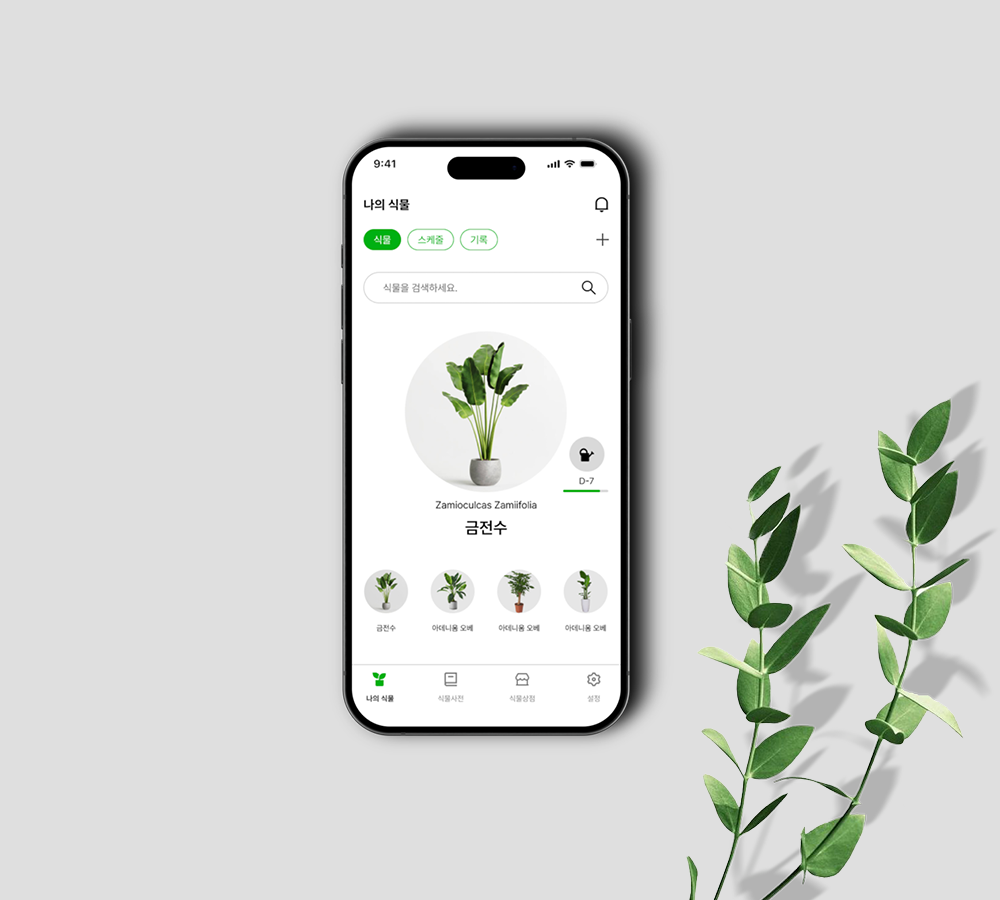 9:41
나의 식물
식물 스케줄 기록
식물을 검색하세요.
D-7
Zamioculcas Zamiifolia
금전수
금전수 아데니움 오베 아데니움 오베 아데니움 오베
나의 식물 식물사전 식물상점 설정